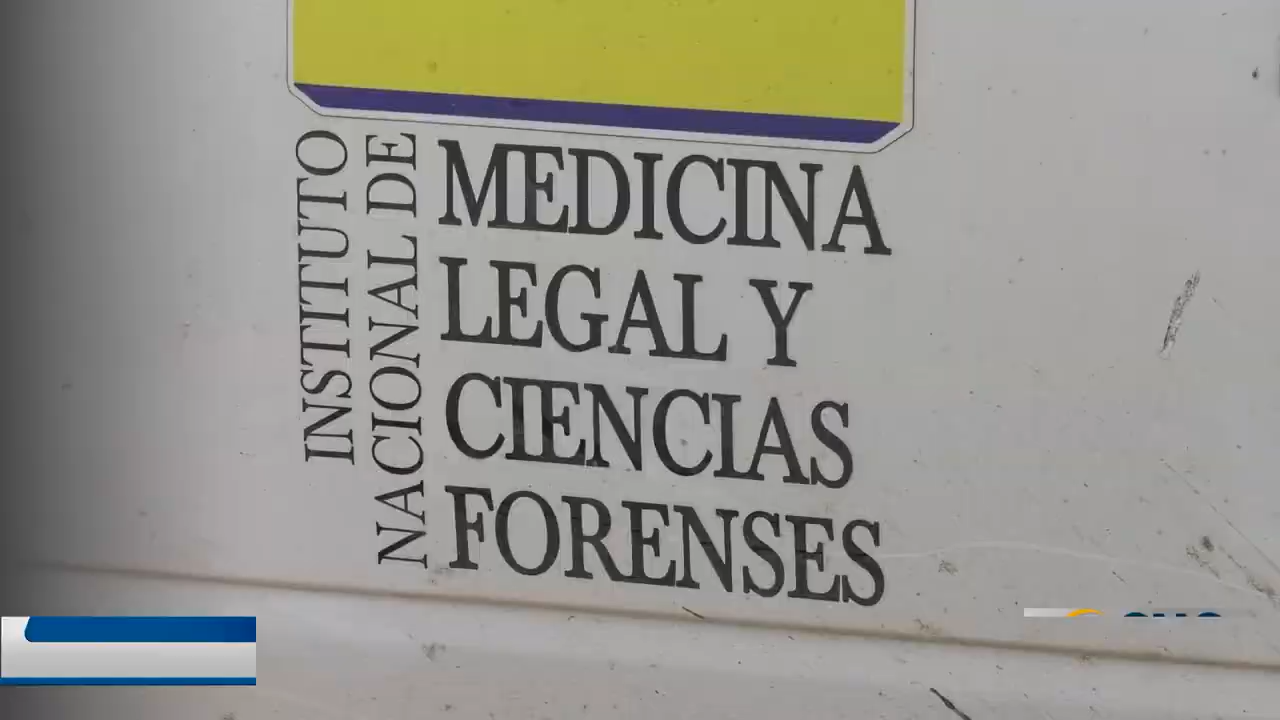 INSTITUTO
NACIONAL DE
MEDICINA
LEGAL Y
CIENCIAS
FORENSES